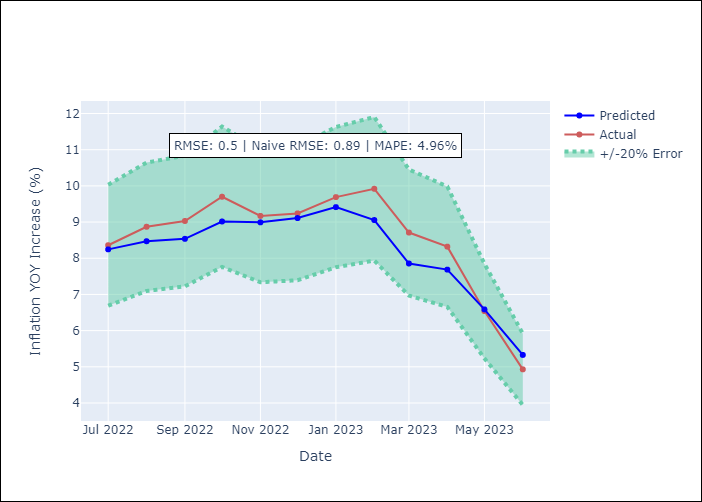 RMSE: 0.5 | Naive RMSE: 0.89 | MAPE: 4.96%
Predicted
Actual
+/-20% Error
Inflation YOY Increase (%)
12
11
10
9
8
7
6
5
4
Jul 2022
Sep 2022
Nov 2022
Jan 2023
Mar 2023
May 2023
Date